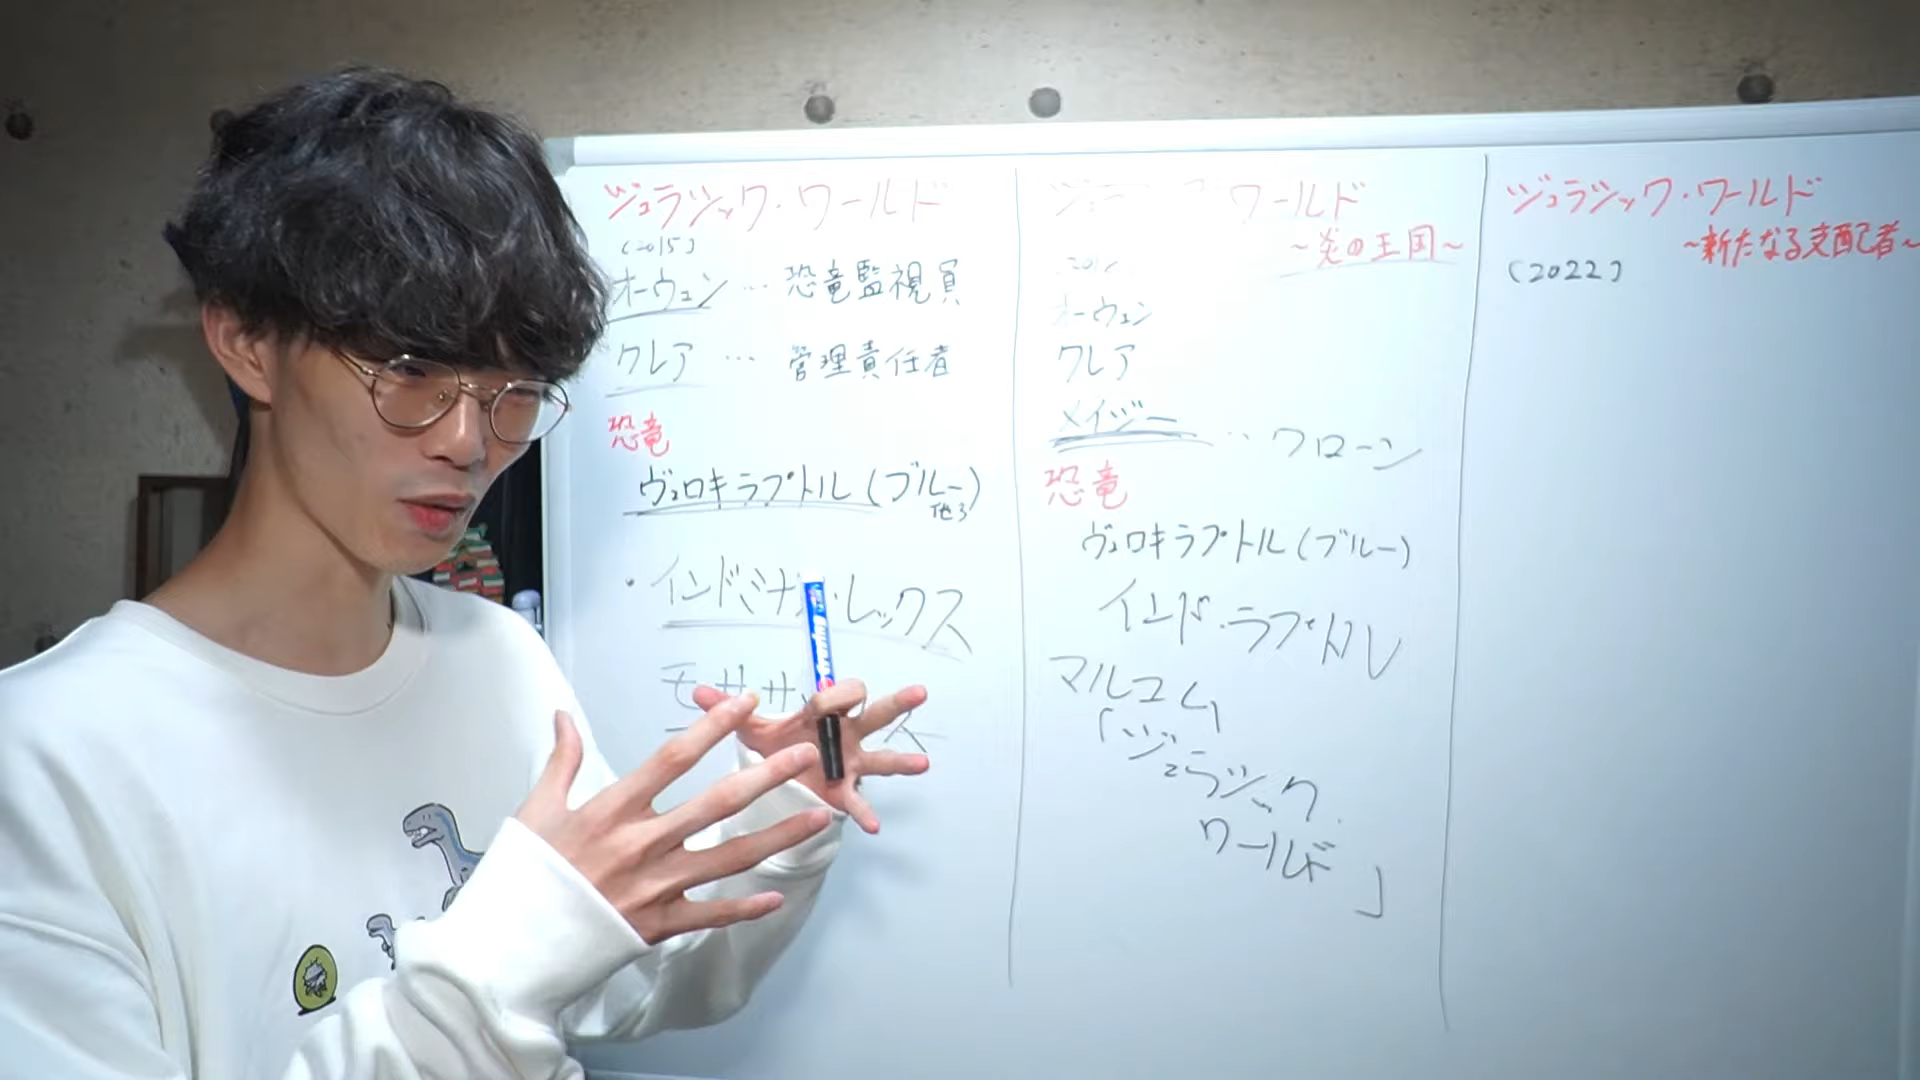 ジュラシック・ワールド
(2015)
オーウェン … 恐竜監視員
クレア … 管理責任者
恐竜
ヴェロキラプトル(ブルー)
他3
・インドミナス・レックス
モササ ス
ワールド
~炎の王国~
オーウェン
クレア
メイジー … クローン
恐竜
ヴェロキラプトル(ブルー)
インド・ラプトル
マルコム
「ジュラシック
ワールド」
ジュラシック・ワールド
~新たなる支配者~
(2022)